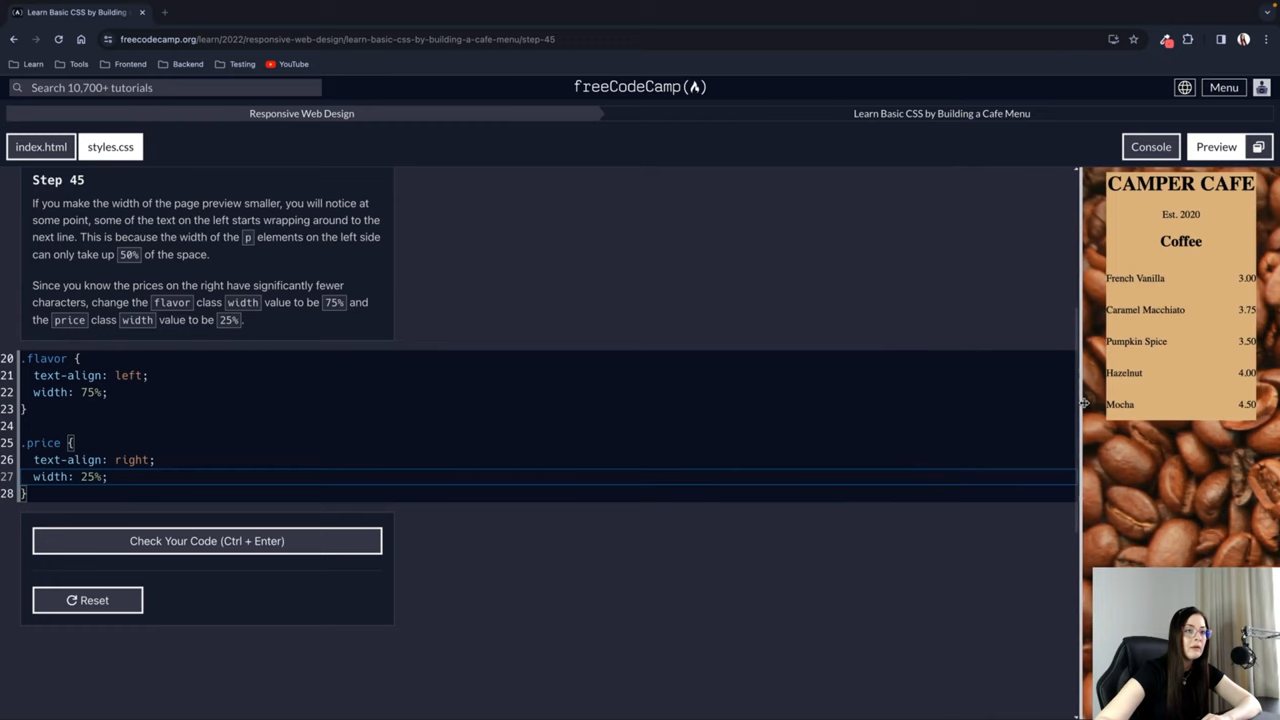 Learn Basic CSS by Building
freecodecamp.org/learn/2022/responsive-web-design/learn-basic-css-by-building-a-cafe-menu/step-45
Learn Tools Frontend Backend Testing YouTube
Search 10,700+ tutorials
freeCodeCamp(🔥)
Menu
Responsive Web Design
Learn Basic CSS by Building a Cafe Menu
index.html styles.css
Console Preview
Step 45
If you make the width of the page preview smaller, you will notice at
some point, some of the text on the left starts wrapping around to the
next line. This is because the width of the p elements on the left side
can only take up 50% of the space.
Since you know the prices on the right have significantly fewer
characters, change the flavor class width value to be 75% and
the price class width value to be 25%.
20 .flavor {
21 text-align: left;
22 width: 75%;
23 }
24
25 .price {
26 text-align: right;
27 width: 25%;
28 }
Check Your Code (Ctrl + Enter)
Reset
CAMPER CAFE
Est. 2020
Coffee
French Vanilla 3.00
Caramel Macchiato 3.75
Pumpkin Spice 3.50
Hazelnut 4.00
Mocha 4.50